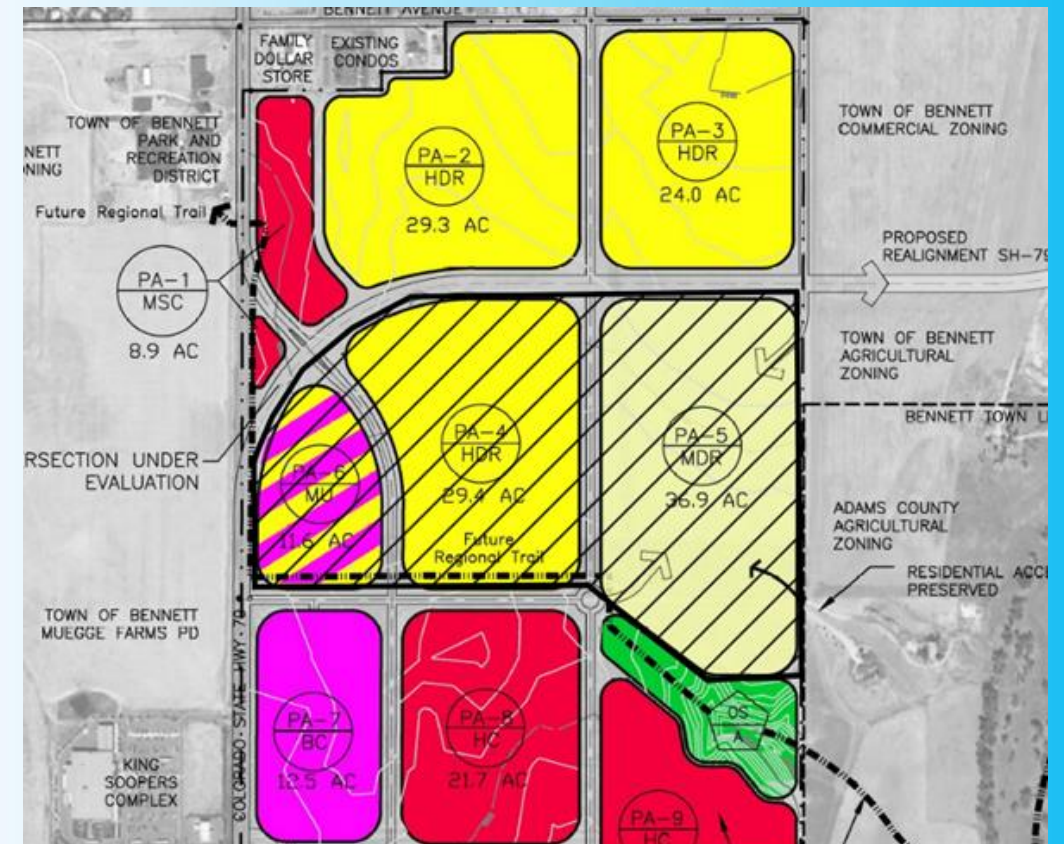 BENNETT AVENUE
FAMILY
DOLLAR
STORE
EXISTING
CONDOS
TOWN OF BENNETT
PARK AND
RECREATION
DISTRICT
NETT
NING
Future Regional Trail
PA-1
MSC
8.9 AC
PA-2
HDR
29.3 AC
PA-3
HDR
24.0 AC
TOWN OF BENNETT
COMMERCIAL ZONING
PROPOSED
REALIGNMENT SH-79
TOWN OF BENNETT
AGRICULTURAL
ZONING
BENNETT TOWN LI
RSECTION UNDER
EVALUATION
PA-6
MU
11.6 AC
PA-4
HDR
29.4 AC
Future
Regional Trail
PA-5
MDR
36.9 AC
ADAMS COUNTY
AGRICULTURAL
ZONING
RESIDENTIAL ACCE
PRESERVED
TOWN OF BENNETT
MUEGGE FARMS PD
COLORADO STATE HWY 79
KING
SOOPERS
COMPLEX
PA-7
BC
12.5 AC
PA-8
HC
21.7 AC
OS
A
PA-9
HC